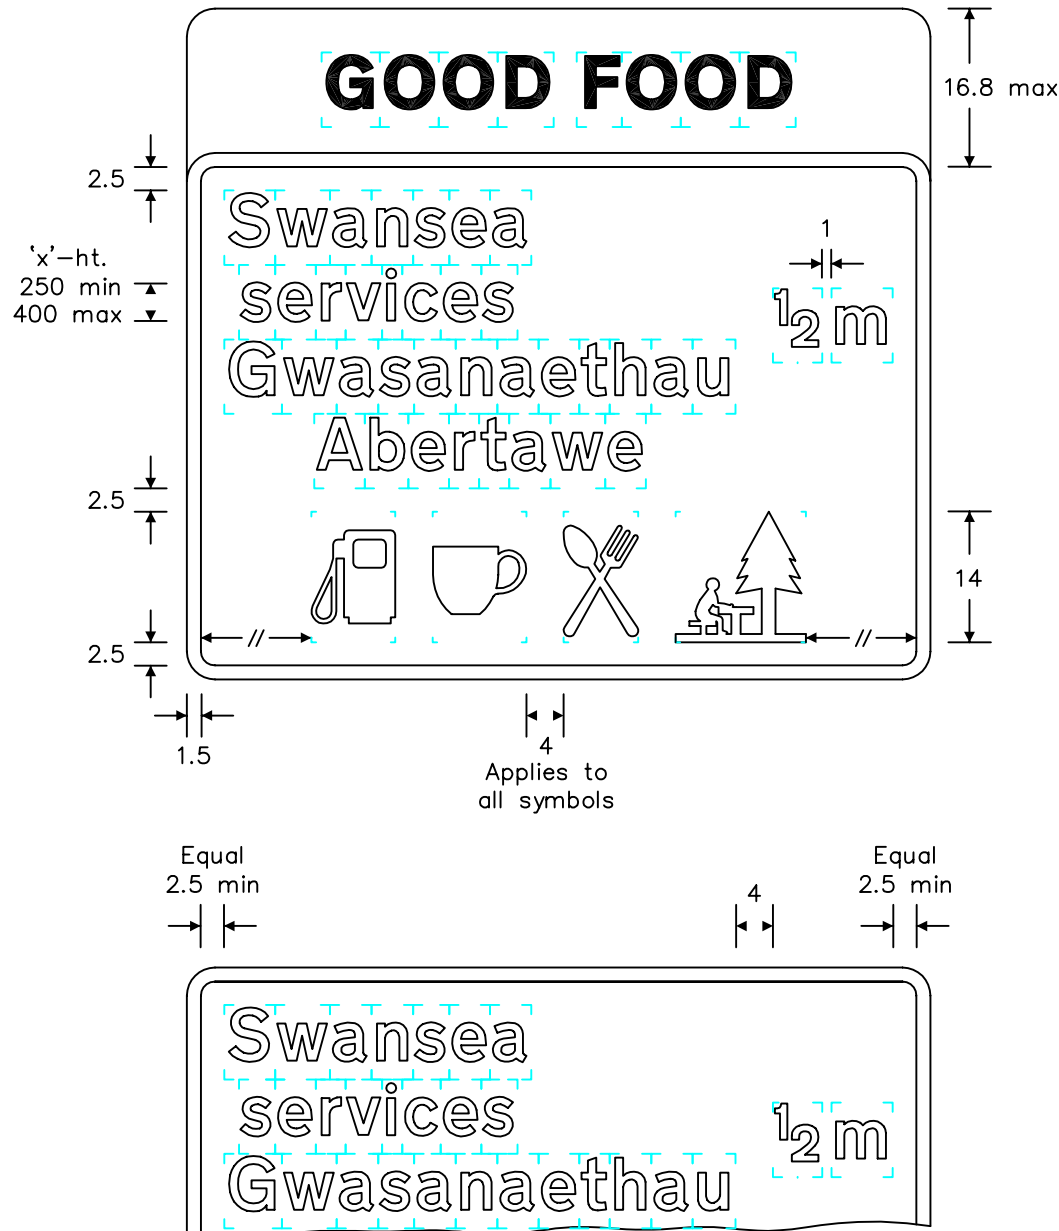 GOOD FOOD
16.8 max
2.5
Swansea
1
'x'-ht.
250 min
400 max
services
1/2 m
Gwasanaethau
Abertawe
2.5
14
2.5
//
//
1.5
4
Applies to
all symbols
Equal
2.5 min
4
Equal
2.5 min
Swansea
services
1/2 m
Gwasanaethau